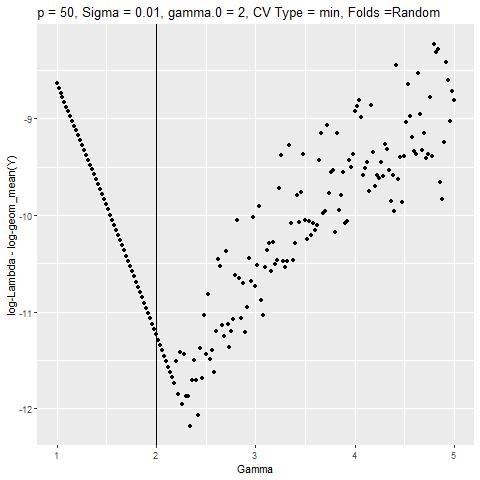 p = 50, Sigma = 0.01, gamma.0 = 2, CV Type = min, Folds =Random
log-Lambda - log-geom_mean(Y)
-9
-10
-11
-12
1 2 3 4 5
Gamma